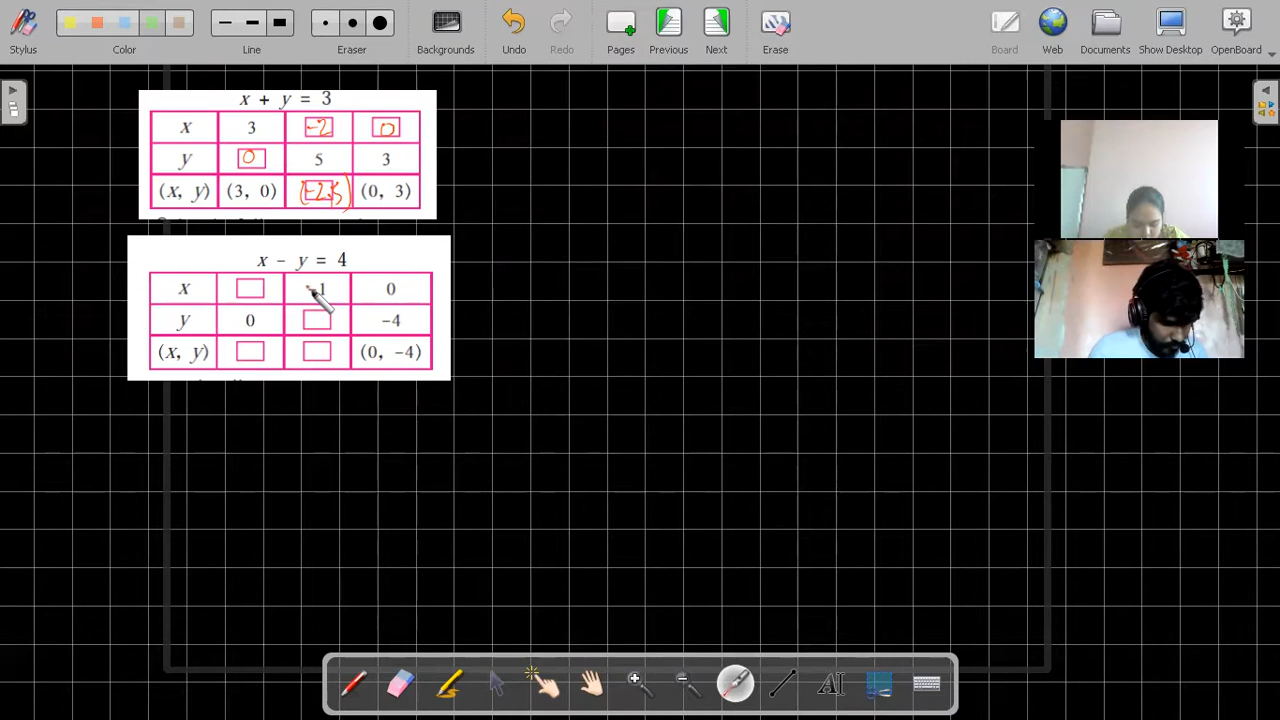 Stylus Color Line Eraser Backgrounds Undo Redo Pages Previous Next Erase Board Web Documents Show Desktop OpenBoard
x + y = 3
x 3 -2 0
y 0 5 3
(x, y) (3, 0) (-2,5) (0, 3)
x - y = 4
x -1 0
y 0 -4
(x, y) (0, -4)
AI